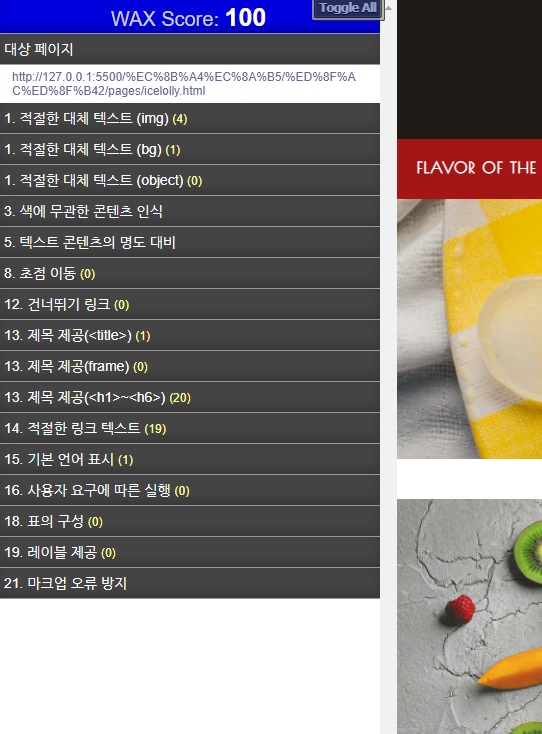 WAX Score: 100
Toggle All
대상 페이지
http://127.0.0.1:5500/%EC%8B%A4%EC%8A%B5/%ED%8F%A
C%ED%8F%B42/pages/icelolly.html
1. 적절한 대체 텍스트 (img) (4)
1. 적절한 대체 텍스트 (bg) (1)
1. 적절한 대체 텍스트 (object) (0)
3. 색에 무관한 콘텐츠 인식
5. 텍스트 콘텐츠의 명도 대비
8. 초점 이동 (0)
12. 건너뛰기 링크 (0)
13. 제목 제공(<title>) (1)
13. 제목 제공(frame) (0)
13. 제목 제공(<h1>~<h6>) (20)
14. 적절한 링크 텍스트 (19)
15. 기본 언어 표시 (1)
16. 사용자 요구에 따른 실행 (0)
18. 표의 구성 (0)
19. 레이블 제공 (0)
21. 마크업 오류 방지
FLAVOR OF THE